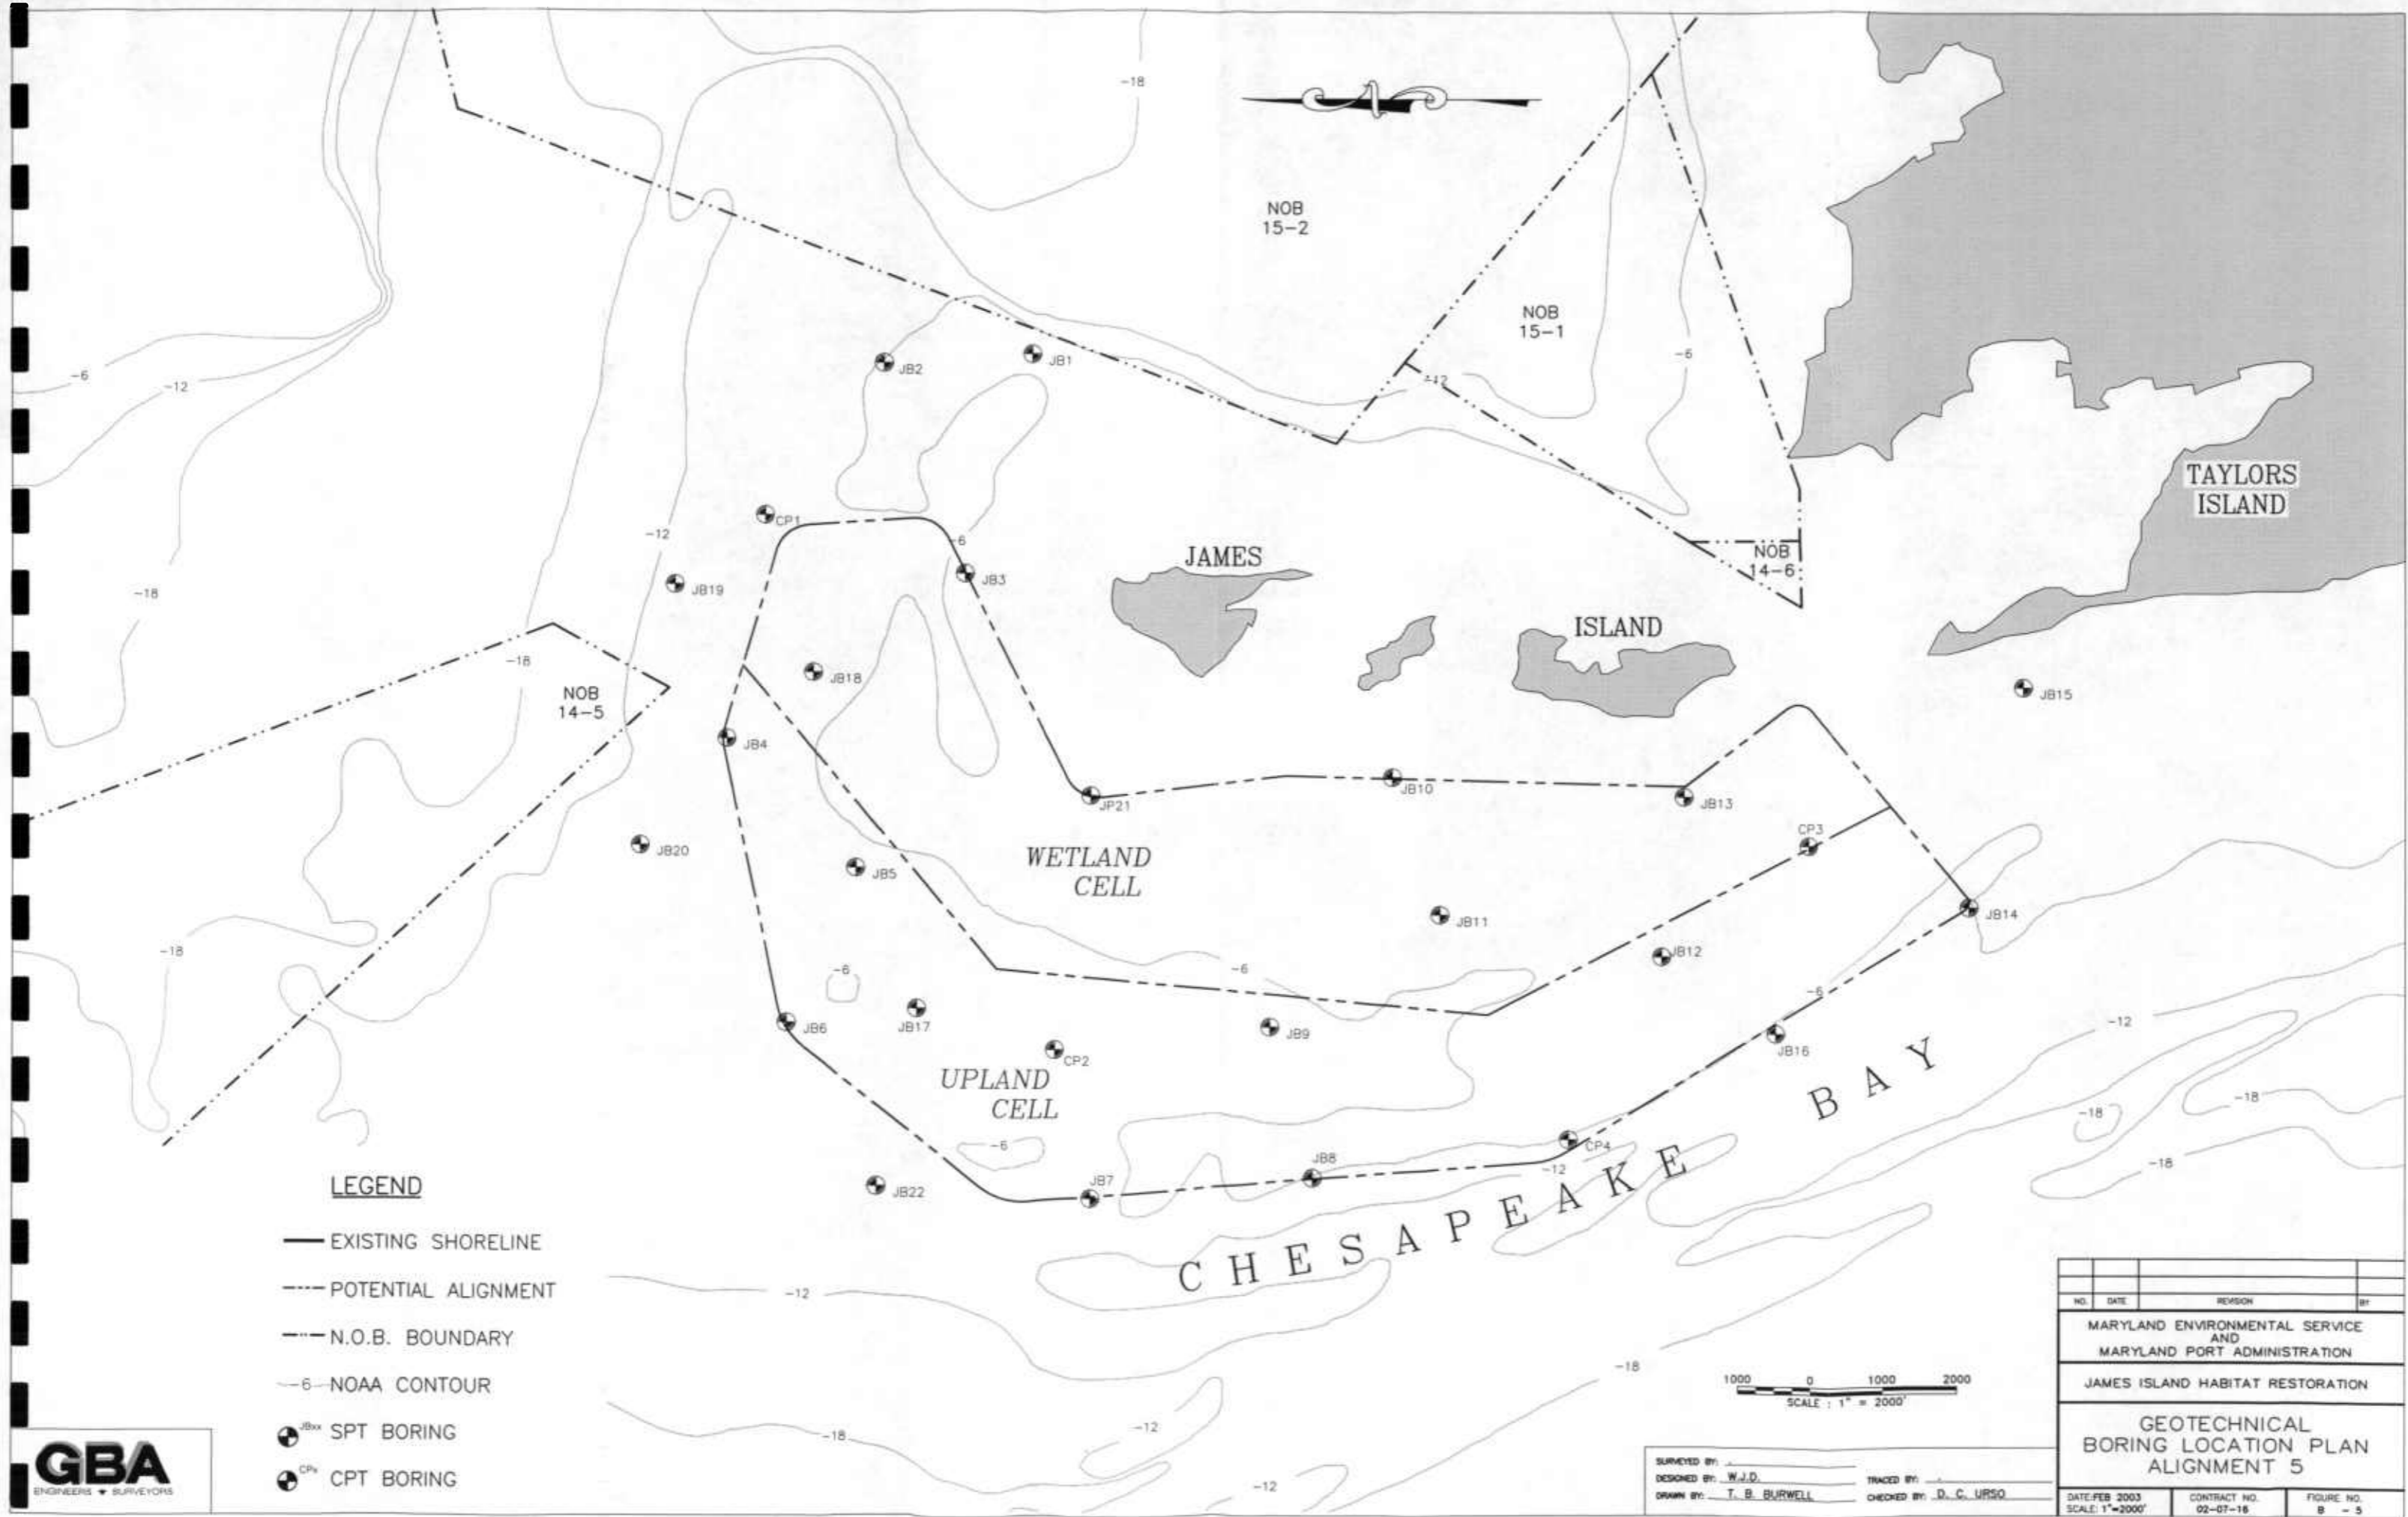 -18
N
NOB
15-2
NOB
15-1
-6
-6
-12
JB2
JB1
-12
TAYLORS
ISLAND
CP1
-12
-6
JAMES
NOB
14-6
JB3
JB19
-18
ISLAND
-18
JB18
NOB
14-5
JB15
JB4
JB10
JP21
JB13
CP3
JB20
WETLAND
CELL
JB5
JB11
JB14
-18
JB12
-6
-6
-6
JB6
JB17
JB9
-12
JB16
CP2
UPLAND
CELL
BAY
-18
-18
-6
CP4
JB8
-12
-18
JB7
JB22
CHESAPEAKE
-12
-18
-12
-18
-12
LEGEND
EXISTING SHORELINE
POTENTIAL ALIGNMENT
N.O.B. BOUNDARY
-6 NOAA CONTOUR
JBxx SPT BORING
CPx CPT BORING
GBA
ENGINEERS SURVEYORS
1000 0 1000 2000
SCALE : 1" = 2000'
SURVEYED BY: .
DESIGNED BY: W.J.D. TRACED BY: .
DRAWN BY: T. B. BURWELL CHECKED BY: D. C. URSO
NO. DATE REVISION BY
MARYLAND ENVIRONMENTAL SERVICE
AND
MARYLAND PORT ADMINISTRATION
JAMES ISLAND HABITAT RESTORATION
GEOTECHNICAL
BORING LOCATION PLAN
ALIGNMENT 5
DATE:FEB 2003 CONTRACT NO. FIGURE NO.
SCALE: 1"=2000' 02-07-16 B - 5